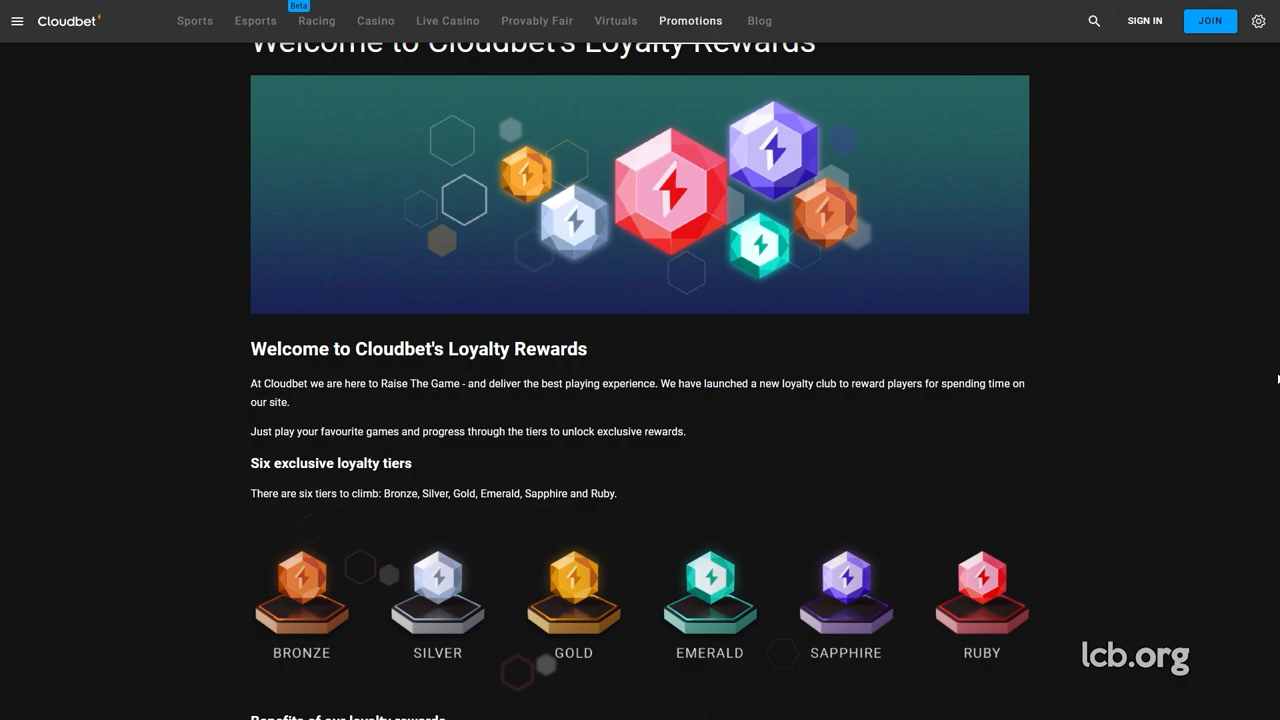 Beta
Cloudbet Sports Esports Racing Casino Live Casino Provably Fair Virtuals Promotions Blog SIGN IN JOIN
Welcome to Cloudbet's Loyalty Rewards
Welcome to Cloudbet's Loyalty Rewards
At Cloudbet we are here to Raise The Game - and deliver the best playing experience. We have launched a new loyalty club to reward players for spending time on
our site.
Just play your favourite games and progress through the tiers to unlock exclusive rewards.
Six exclusive loyalty tiers
There are six tiers to climb: Bronze, Silver, Gold, Emerald, Sapphire and Ruby.
BRONZE SILVER GOLD EMERALD SAPPHIRE RUBY
lcb.org
Benefits of our loyalty rewards